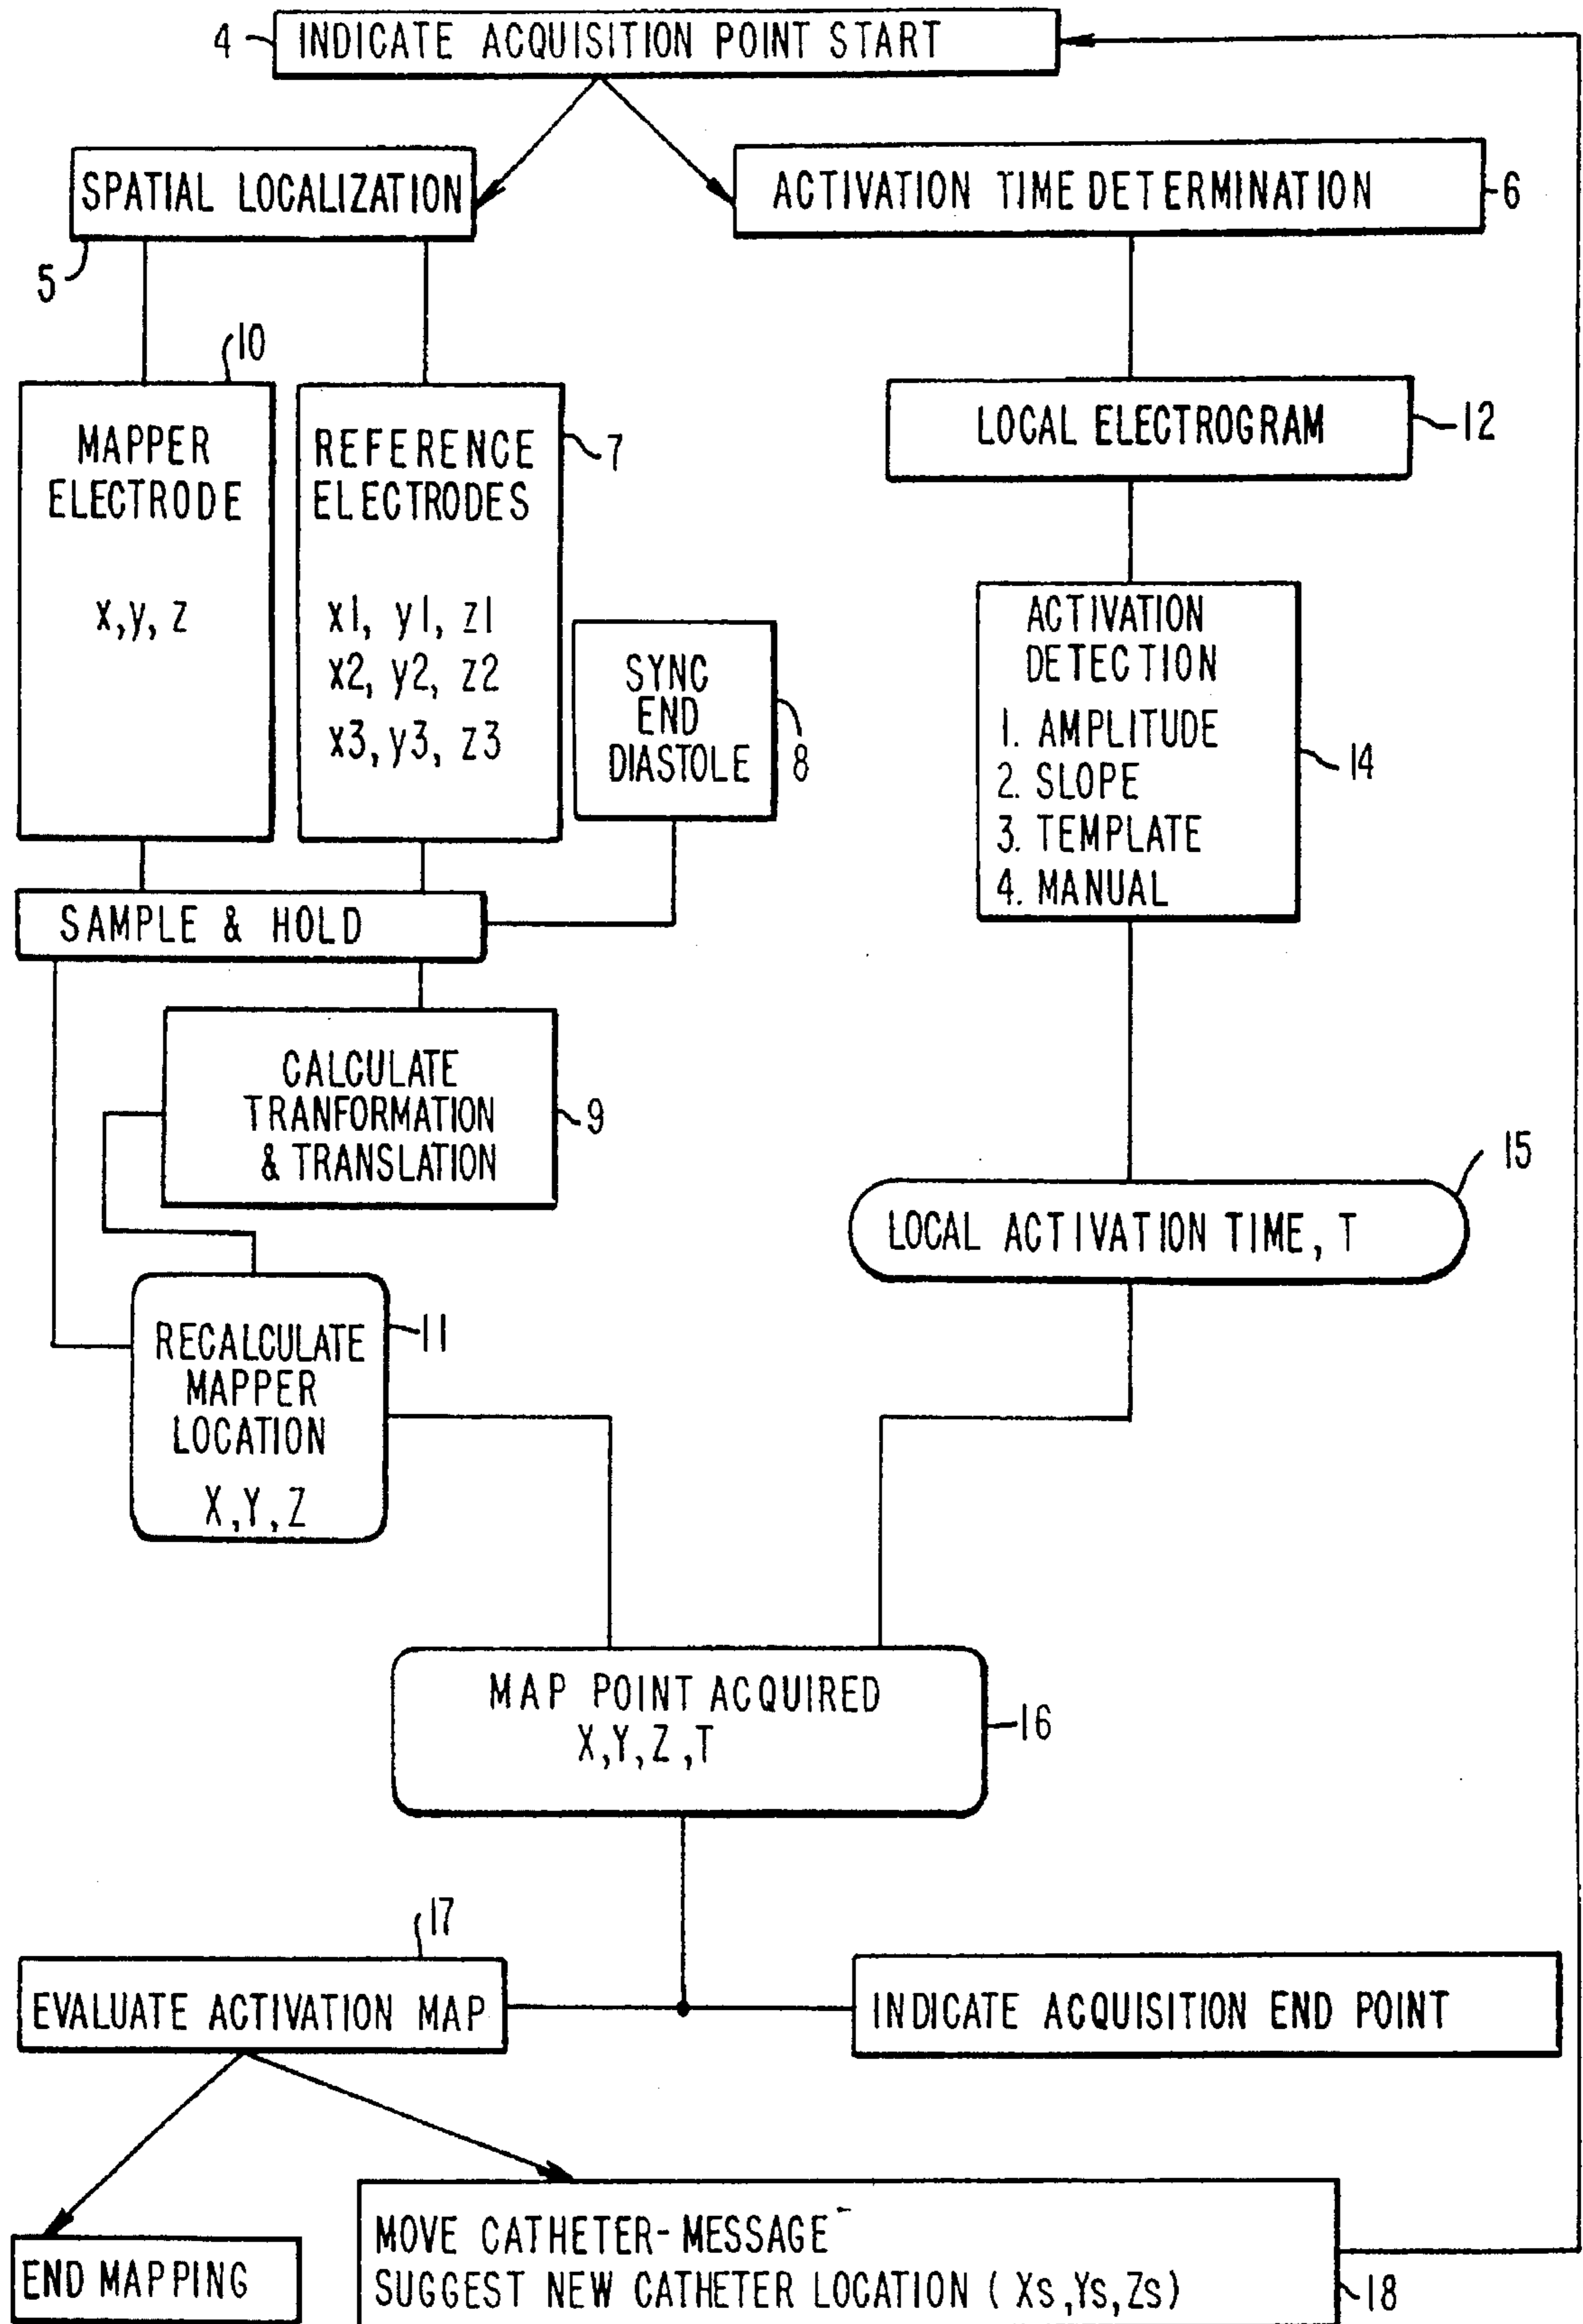 4
INDICATE ACQUISITION POINT START
SPATIAL LOCALIZATION
5
ACTIVATION TIME DETERMINATION
6
10
MAPPER
ELECTRODE
x,y,z
REFERENCE
ELECTRODES
7
x1, y1, z1
x2, y2, z2
x3, y3, z3
SYNC
END
DIASTOLE
8
LOCAL ELECTROGRAM
12
ACTIVATION
DETECTION
1. AMPLITUDE
2. SLOPE
3. TEMPLATE
4. MANUAL
14
SAMPLE & HOLD
CALCULATE
TRANFORMATION
& TRANSLATION
9
15
LOCAL ACTIVATION TIME, T
RECALCULATE
MAPPER
LOCATION
X,Y,Z
11
MAP POINT ACQUIRED
X,Y,Z,T
16
17
EVALUATE ACTIVATION MAP
INDICATE ACQUISITION END POINT
END MAPPING
MOVE CATHETER-MESSAGE
SUGGEST NEW CATHETER LOCATION (Xs,Ys,Zs)
18